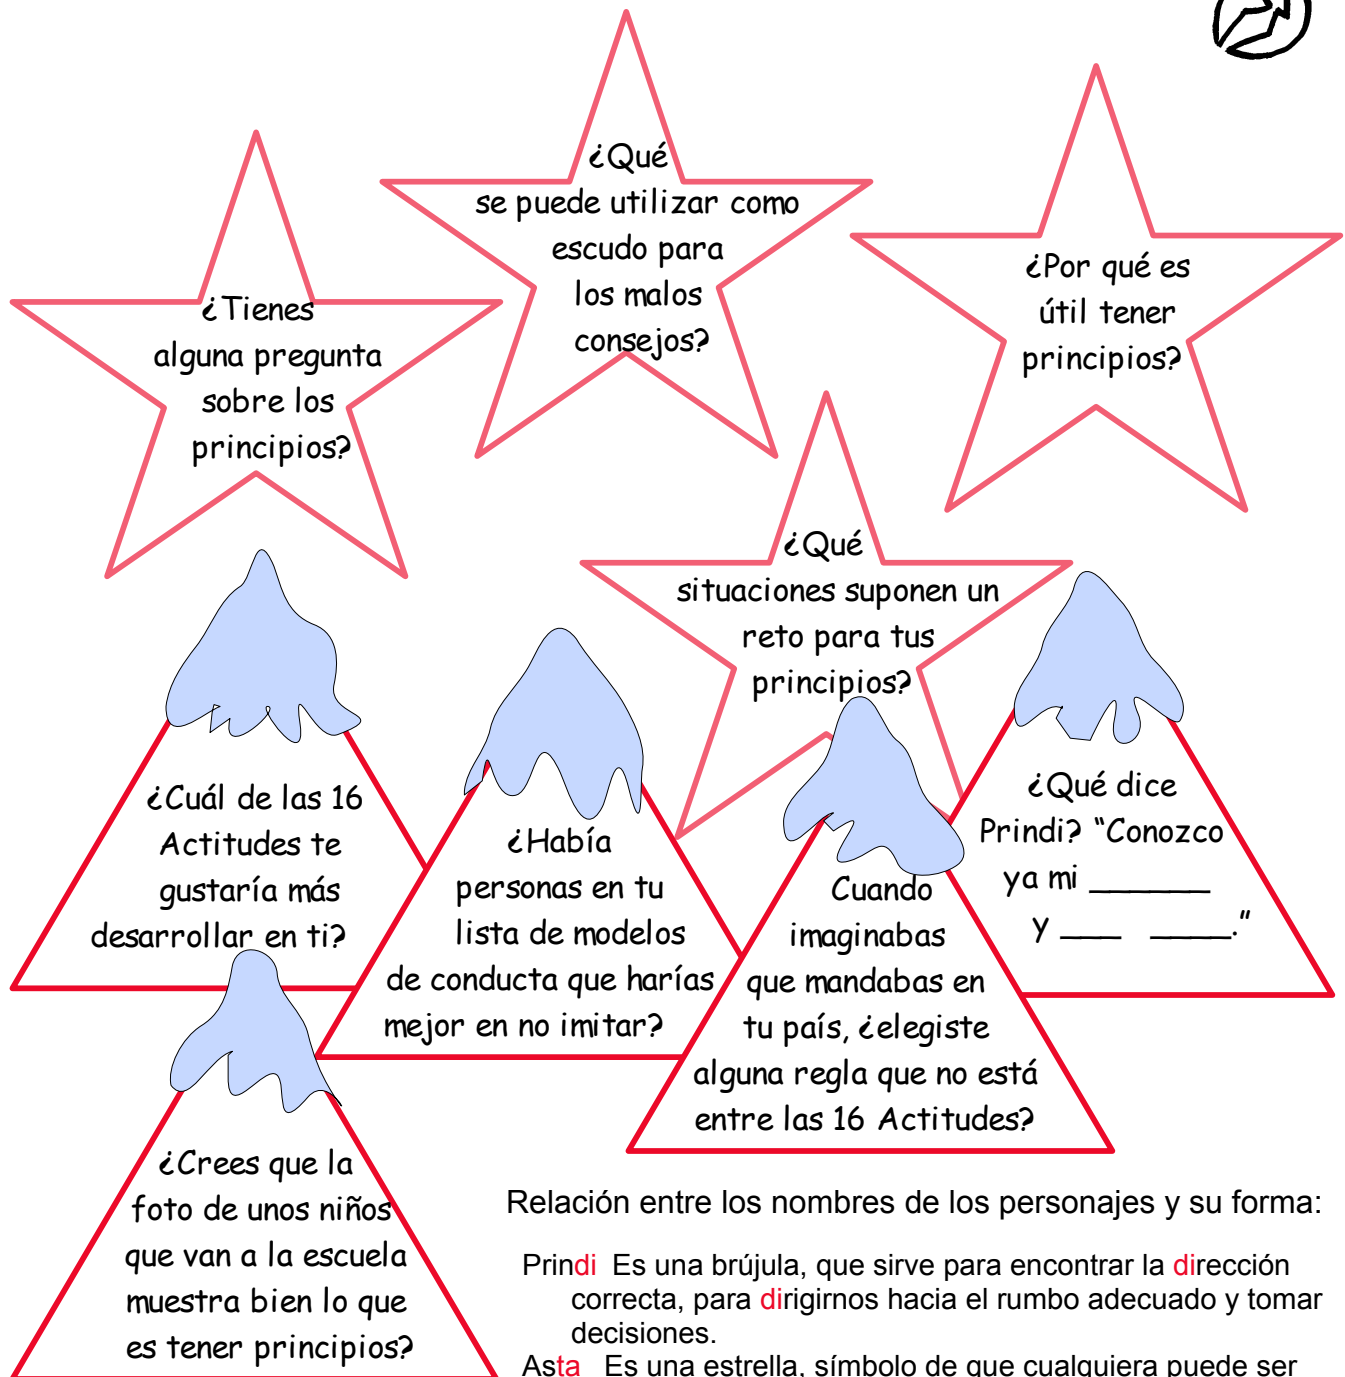 ¿Qué
se puede utilizar como
escudo para
los malos
consejos?
¿Por qué es
útil tener
principios?
¿Tienes
alguna pregunta
sobre los
principios?
¿Qué
situaciones suponen un
reto para tus
principios?
¿Cuál de las 16
Actitudes te
gustaría más
desarrollar en ti?
¿Había
personas en tu
lista de modelos
de conducta que harías
mejor en no imitar?
Cuando
imaginabas
que mandabas en
tu país, ¿elegiste
alguna regla que no está
entre las 16 Actitudes?
¿Qué dice
Prindi? “Conozco
ya mi ______
y ___ ____.”
¿Crees que la
foto de unos niños
que van a la escuela
muestra bien lo que
es tener principios?
Relación entre los nombres de los personajes y su forma:
Prindi Es una brújula, que sirve para encontrar la dirección
correcta, para dirigirnos hacia el rumbo adecuado y tomar
decisiones.
Asta Es una estrella, símbolo de que cualquiera puede ser